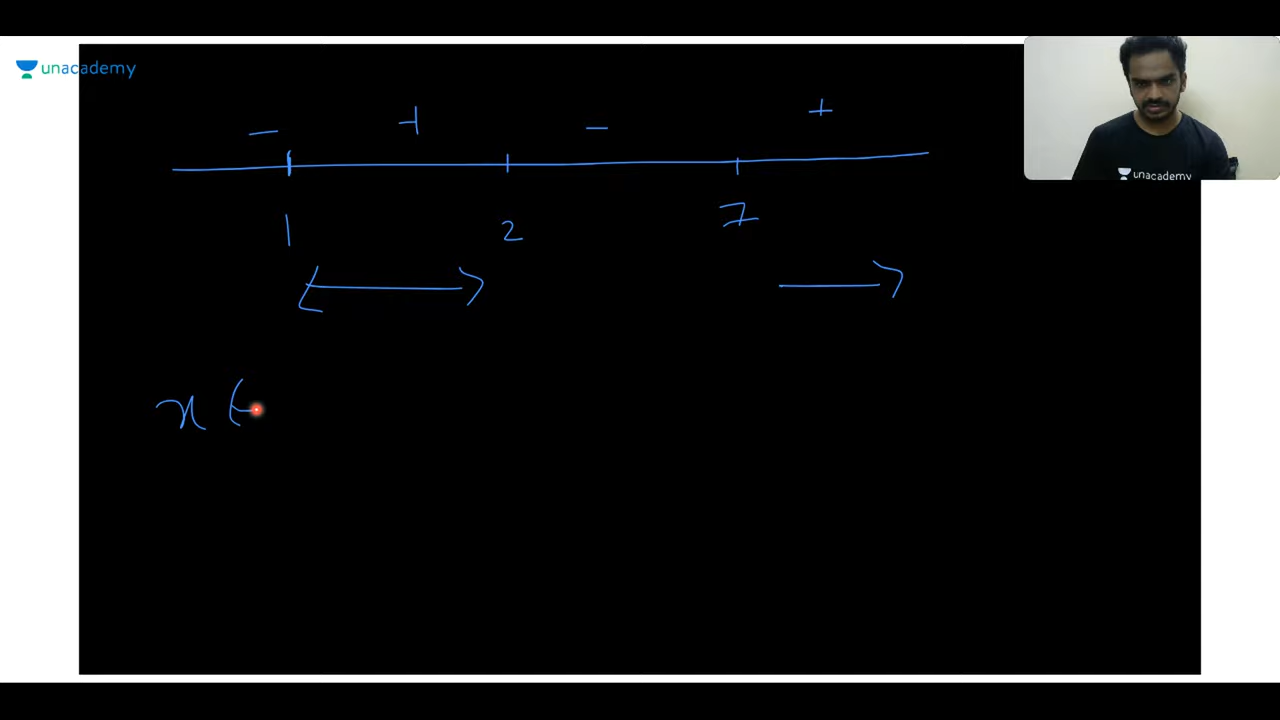 unacademy
− + − +
1 2 7
x ∈
unacademy